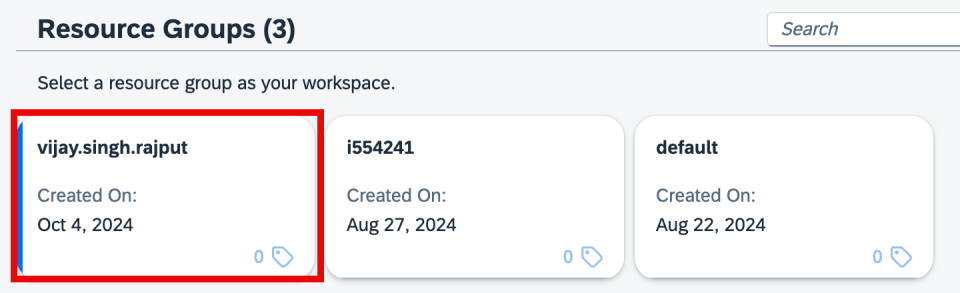 Resource Groups (3)
Search
Select a resource group as your workspace.
vijay.singh.rajput
Created On:
Oct 4, 2024
0
i554241
Created On:
Aug 27, 2024
0
default
Created On:
Aug 22, 2024
0